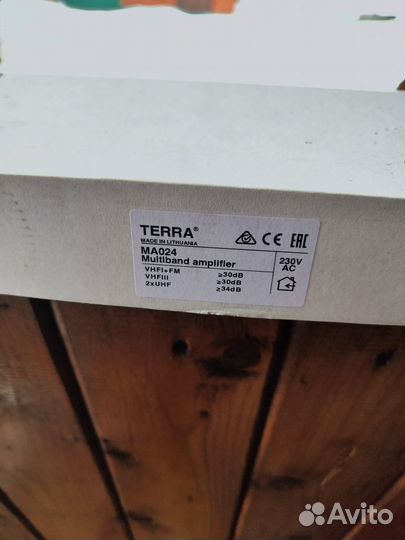 TERRA®
MADE IN LITHUANIA
CE EAC
MA024
Multiband amplifier
230V
AC
VHFI+FM ≥30dB
VHFIII ≥30dB
2xUHF ≥34dB
Avito